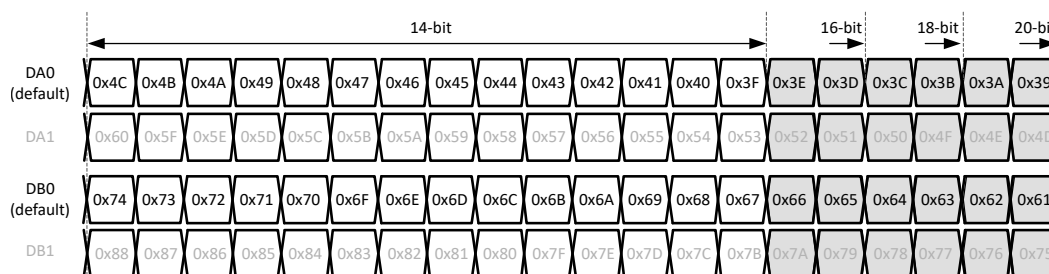 14-bit 16-bit 18-bit 20-bi
DA0
(default)
0x4C 0x4B 0x4A 0x49 0x48 0x47 0x46 0x45 0x44 0x43 0x42 0x41 0x40 0x3F 0x3E 0x3D 0x3C 0x3B 0x3A 0x39
DA1 0x60 0x5F 0x5E 0x5D 0x5C 0x5B 0x5A 0x59 0x58 0x57 0x56 0x55 0x54 0x53 0x52 0x51 0x50 0x4F 0x4E 0x4D
DB0
(default)
0x74 0x73 0x72 0x71 0x70 0x6F 0x6E 0x6D 0x6C 0x6B 0x6A 0x69 0x68 0x67 0x66 0x65 0x64 0x63 0x62 0x61
DB1 0x88 0x87 0x86 0x85 0x84 0x83 0x82 0x81 0x80 0x7F 0x7E 0x7D 0x7C 0x7B 0x7A 0x79 0x78 0x77 0x76 0x75